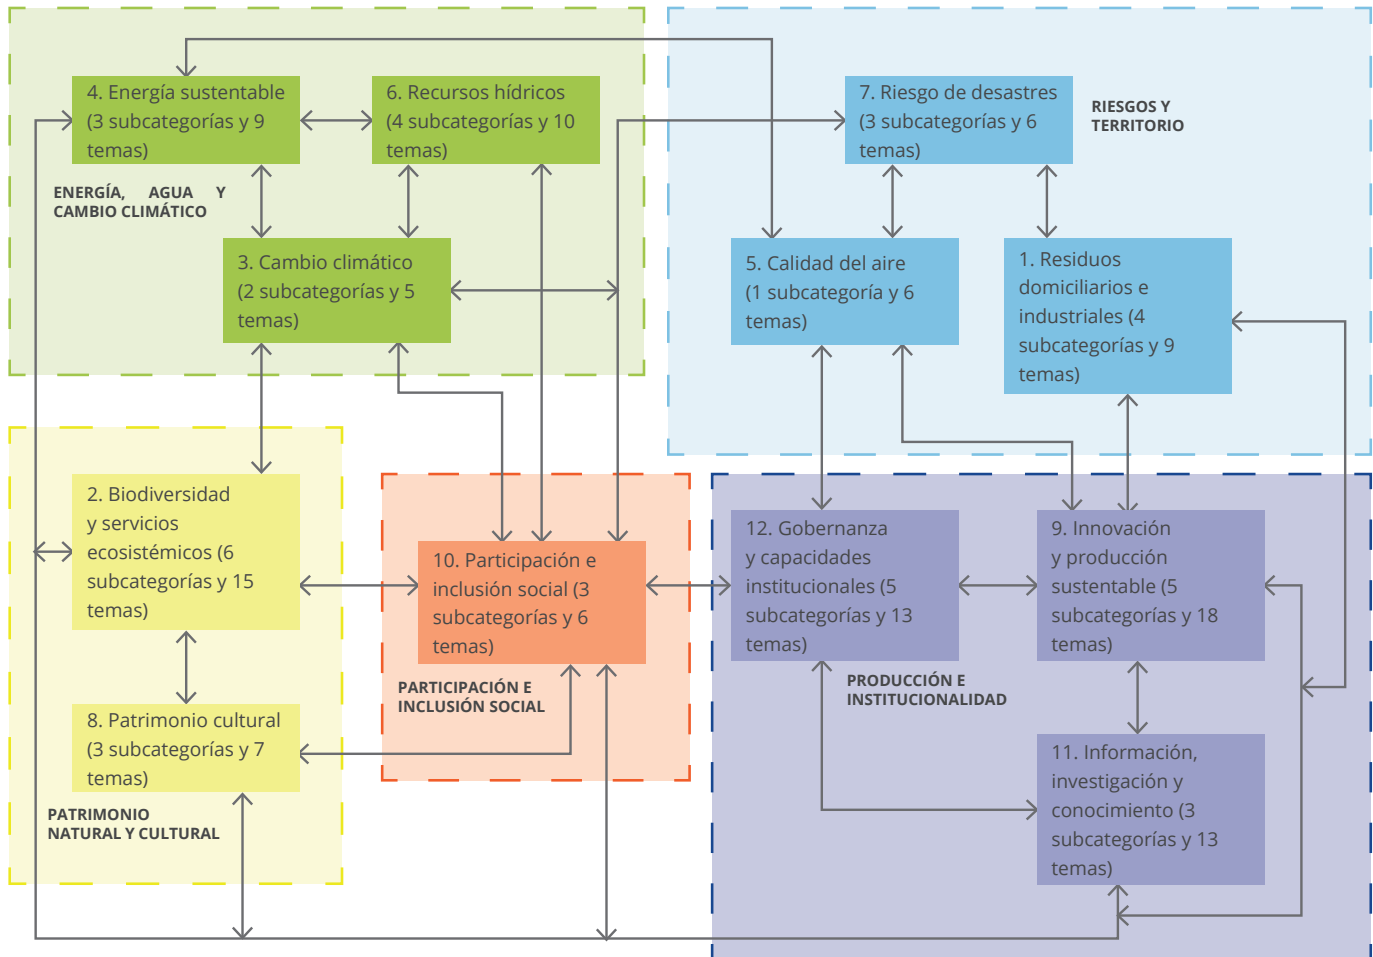 4. Energía sustentable
(3 subcategorías y 9
temas)
6. Recursos hídricos
(4 subcategorías y 10
temas)
ENERGÍA, AGUA Y
CAMBIO CLIMÁTICO
3. Cambio climático
(2 subcategorías y 5
temas)
7. Riesgo de desastres
(3 subcategorías y 6
temas)
RIESGOS Y
TERRITORIO
5. Calidad del aire
(1 subcategoría y 6
temas)
1. Residuos
domiciliarios e
industriales (4
subcategorías y 9
temas)
2. Biodiversidad
y servicios
ecosistémicos (6
subcategorías y 15
temas)
8. Patrimonio cultural
(3 subcategorías y 7
temas)
PATRIMONIO
NATURAL Y CULTURAL
10. Participación e
inclusión social (3
subcategorías y 6
temas)
PARTICIPACIÓN E
INCLUSIÓN SOCIAL
12. Gobernanza
y capacidades
institucionales (5
subcategorías y 13
temas)
9. Innovación
y producción
sustentable (5
subcategorías y 18
temas)
PRODUCCIÓN E
INSTITUCIONALIDAD
11. Información,
investigación y
conocimiento (3
subcategorías y 13
temas)